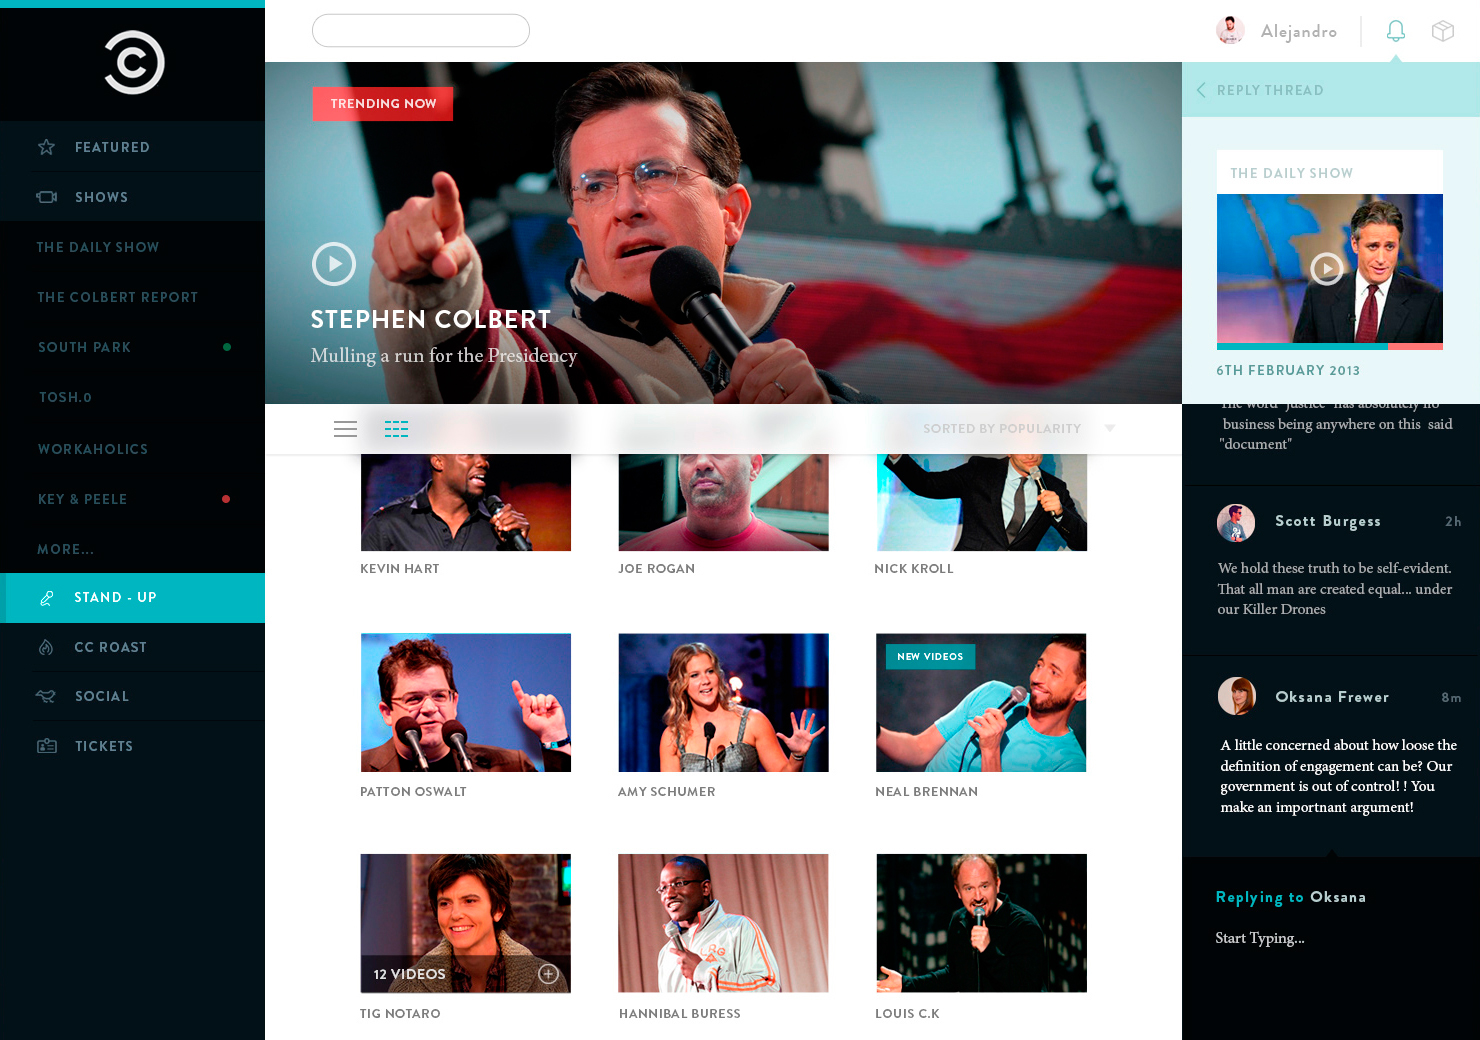 Alejandro
FEATURED
SHOWS
THE DAILY SHOW
THE COLBERT REPORT
SOUTH PARK
TOSH.0
WORKAHOLICS
KEY & PEELE
MORE...
STAND - UP
CC ROAST
SOCIAL
TICKETS
TRENDING NOW
STEPHEN COLBERT
Mulling a run for the Presidency
SORTED BY POPULARITY
KEVIN HART
JOE ROGAN
NICK KROLL
NEW VIDEOS
PATTON OSWALT
AMY SCHUMER
NEAL BRENNAN
12 VIDEOS
TIG NOTARO
HANNIBAL BURESS
LOUIS C.K
REPLY THREAD
THE DAILY SHOW
6TH FEBRUARY 2013
The word "justice" has absolutely no
business being anywhere on this said
"document"
Scott Burgess
2h
We hold these truth to be self-evident.
That all man are created equal... under
our Killer Drones
Oksana Frewer
8m
A little concerned about how loose the
definition of engagement can be? Our
government is out of control! ! You
make an importnant argument!
Replying to Oksana
Start Typing...